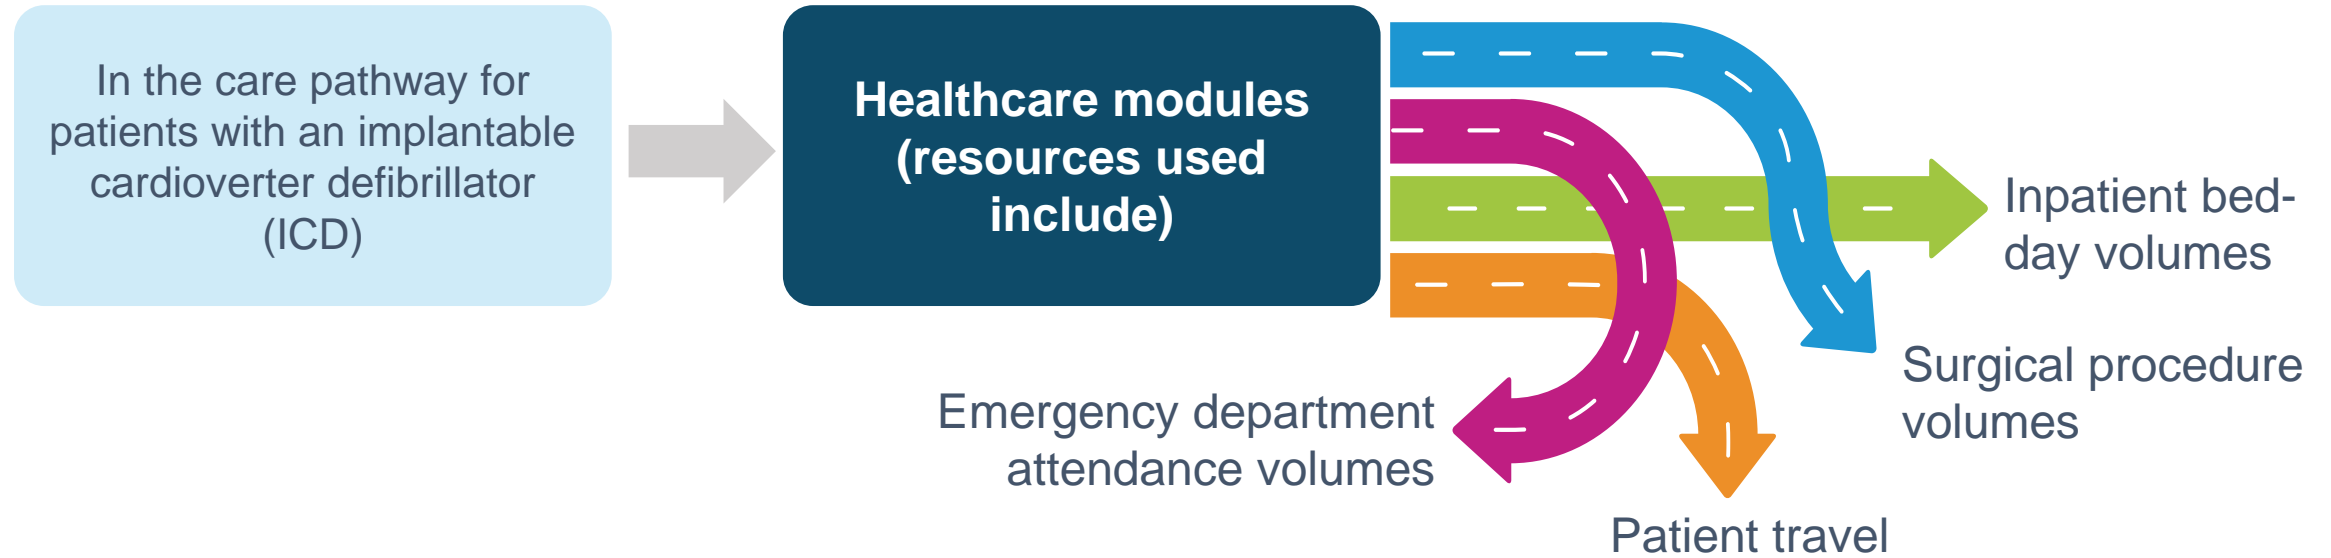 In the care pathway for
patients with an implantable
cardioverter defibrillator
(ICD)
Healthcare modules
(resources used
include)
Inpatient bed-
day volumes
Surgical procedure
volumes
Emergency department
attendance volumes
Patient travel